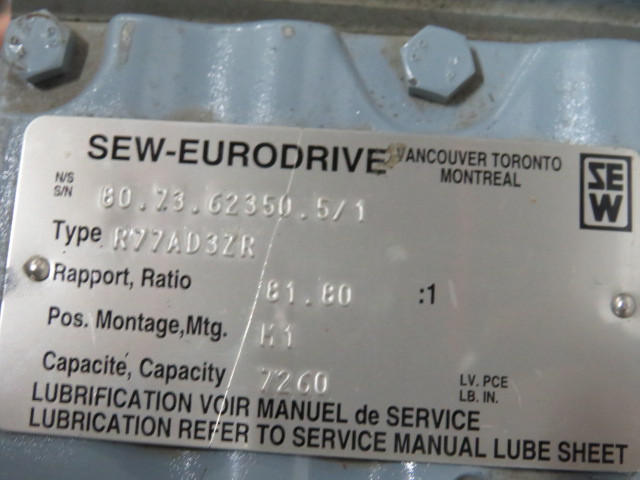 SEW-EURODRIVE VANCOUVER TORONTO
MONTREAL
SEW
N/S
S/N 80.73.62350.5/1
Type R77AD3ZR
Rapport, Ratio 81.80 :1
Pos. Montage,Mtg. M1
Capacité, Capacity 7260 LV. PCE
LB. IN.
LUBRIFICATION VOIR MANUEL de SERVICE
LUBRICATION REFER TO SERVICE MANUAL LUBE SHEET